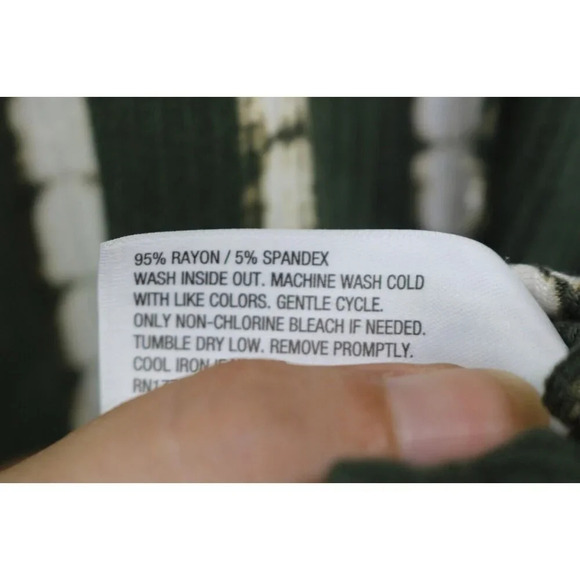 95% RAYON / 5% SPANDEX
WASH INSIDE OUT. MACHINE WASH COLD
WITH LIKE COLORS. GENTLE CYCLE.
ONLY NON-CHLORINE BLEACH IF NEEDED.
TUMBLE DRY LOW. REMOVE PROMPTLY.
COOL IRON